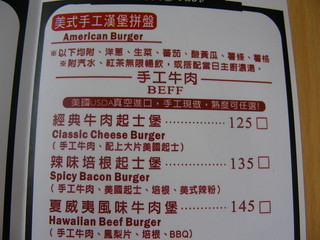 美式手工漢堡拼盤
American Burger
※以下均附、洋蔥、生菜、蕃茄、酸黃瓜、薯條、薯格
※附汽水、紅茶無限暢飲，或搭配當日主廚濃湯．
手工牛肉
BEFF
美國USDA真空進口，手工現做，熟度可任選!
經典牛肉起士堡 125 □
Classic Cheese Burger
( 手工牛肉、配上大片美國起士)
辣味培根起士堡 135 □
Spicy Bacon Burger
( 手工牛肉、美國起士、培根、美式辣粉)
夏威夷風味牛肉堡 145 □
Hawaiian Beef Burger
( 手工牛肉、鳳梨片、培根、BBQ)